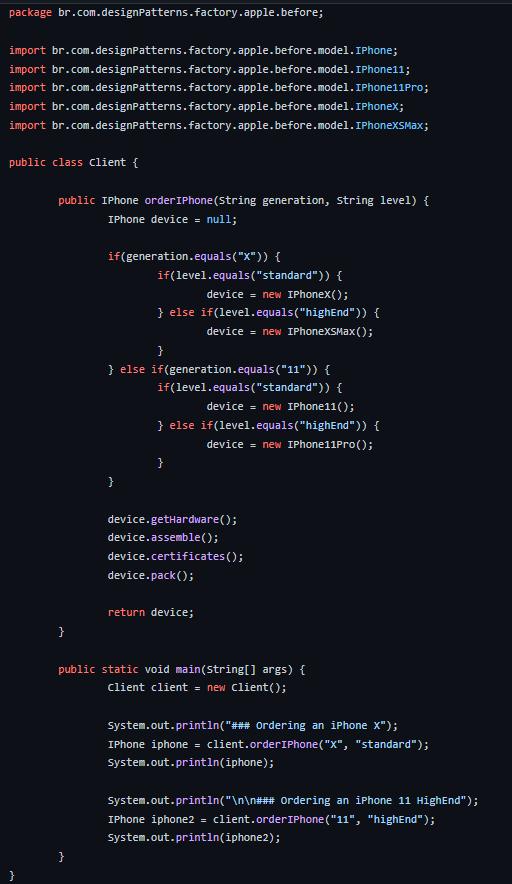 package br.com.designPatterns.factory.apple.before;
import br.com.designPatterns.factory.apple.before.model.IPhone;
import br.com.designPatterns.factory.apple.before.model.IPhone11;
import br.com.designPatterns.factory.apple.before.model.IPhone11Pro;
import br.com.designPatterns.factory.apple.before.model.IPhoneX;
import br.com.designPatterns.factory.apple.before.model.IPhoneXSMax;
public class Client {
public IPhone orderIPhone(String generation, String level) {
IPhone device = null;
if(generation.equals("X")) {
if(level.equals("standard")) {
device = new IPhoneX();
} else if(level.equals("highEnd")) {
device = new IPhoneXSMax();
}
} else if(generation.equals("11")) {
if(level.equals("standard")) {
device = new IPhone11();
} else if(level.equals("highEnd")) {
device = new IPhone11Pro();
}
}
device.getHardware();
device.assemble();
device.certificates();
device.pack();
return device;
}
public static void main(String[] args) {
Client client = new Client();
System.out.println("### Ordering an iPhone X");
IPhone iphone = client.orderIPhone("X", "standard");
System.out.println(iphone);
System.out.println("\n\n### Ordering an iPhone 11 HighEnd");
IPhone iphone2 = client.orderIPhone("11", "highEnd");
System.out.println(iphone2);
}
}